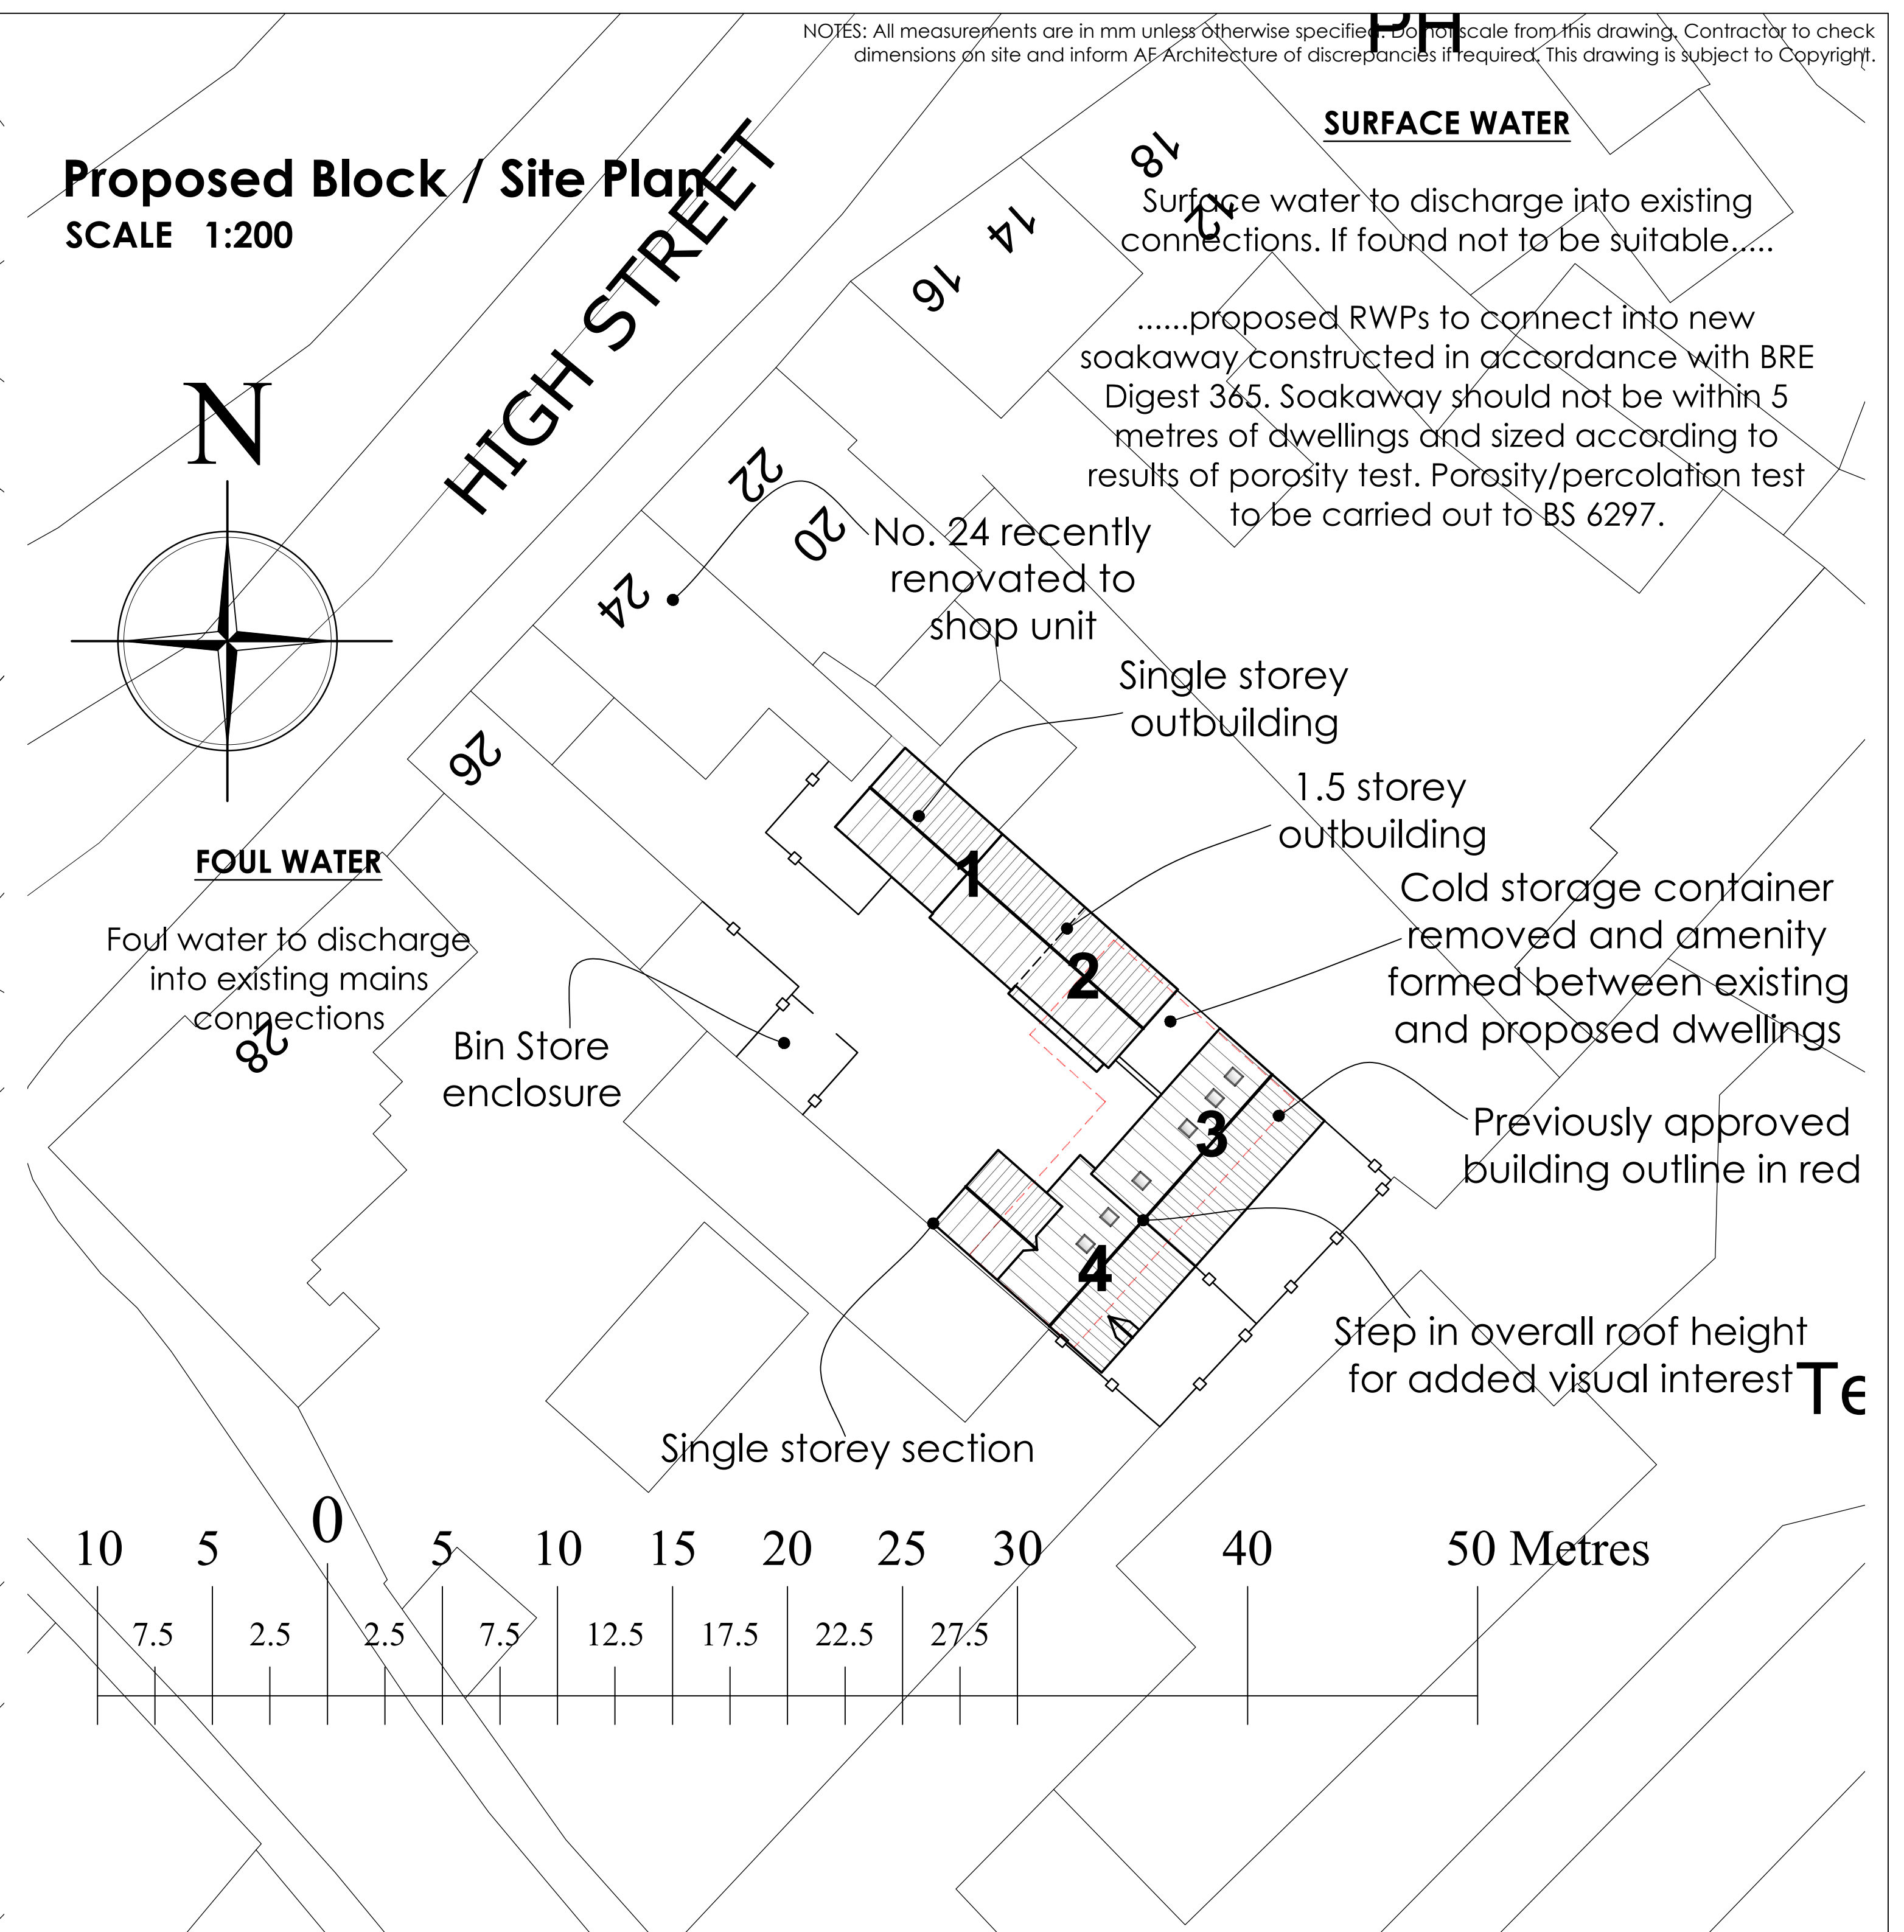 NOTES: All measurements are in mm unless otherwise specified. Do not scale from this drawing. Contractor to check
dimensions on site and inform AF Architecture of discrepancies if required. This drawing is subject to Copyright.
PH
Proposed Block / Site Plan
SCALE 1:200
HIGH STREET
N
SURFACE WATER
Surface water to discharge into existing
connections. If found not to be suitable.....
......proposed RWPs to connect into new
soakaway constructed in accordance with BRE
Digest 365. Soakaway should not be within 5
metres of dwellings and sized according to
results of porosity test. Porosity/percolation test
to be carried out to BS 6297.
18
12
14
16
22
20
24
26
28
No. 24 recently
renovated to
shop unit
Single storey
outbuilding
1.5 storey
outbuilding
Cold storage container
removed and amenity
formed between existing
and proposed dwellings
Previously approved
building outline in red
Step in overall roof height
for added visual interest
Te
FOUL WATER
Foul water to discharge
into existing mains
connections
Bin Store
enclosure
Single storey section
1
2
3
4
10 5 0 5 10 15 20 25 30 40 50 Metres
7.5 2.5 2.5 7.5 12.5 17.5 22.5 27.5